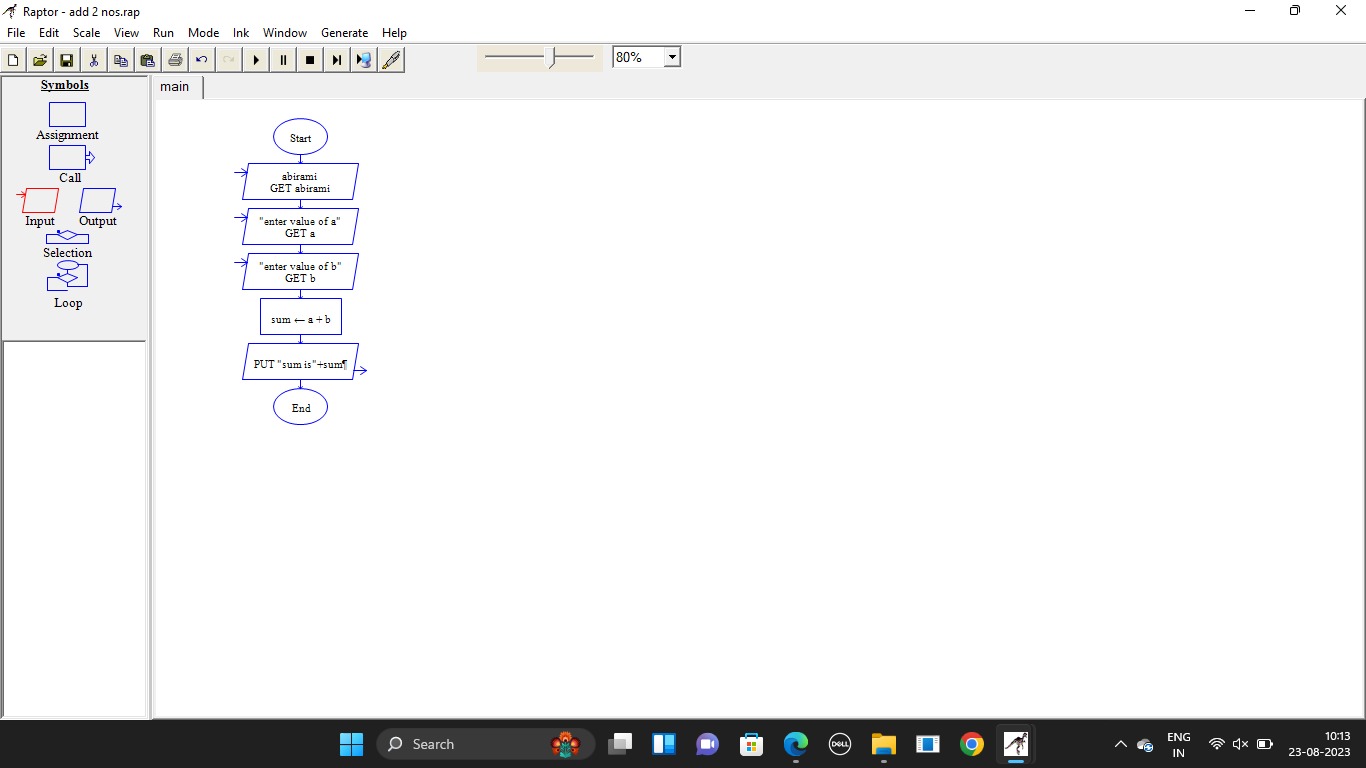 Raptor - add 2 nos.rap
File Edit Scale View Run Mode Ink Window Generate Help
80%
Symbols
main
Assignment
Call
Input Output
Selection
Loop
Start
abirami
GET abirami
"enter value of a"
GET a
"enter value of b"
GET b
sum ← a + b
PUT "sum is"+sum¶
End
Search
DELL
ENG
IN
10:13
23-08-2023